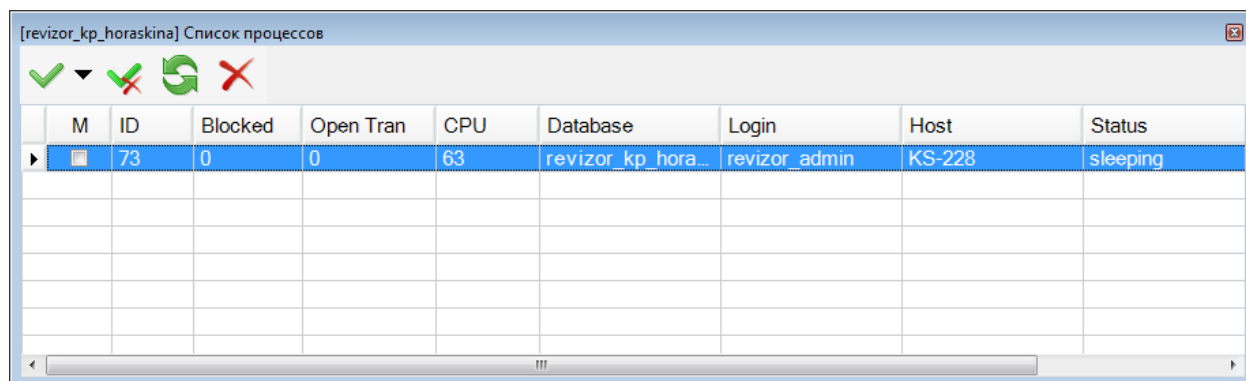 [revizor_kp_horaskina] Список процессов
M ID Blocked Open Tran CPU Database Login Host Status
73 0 0 63 revizor_kp_hora... revizor_admin KS-228 sleeping